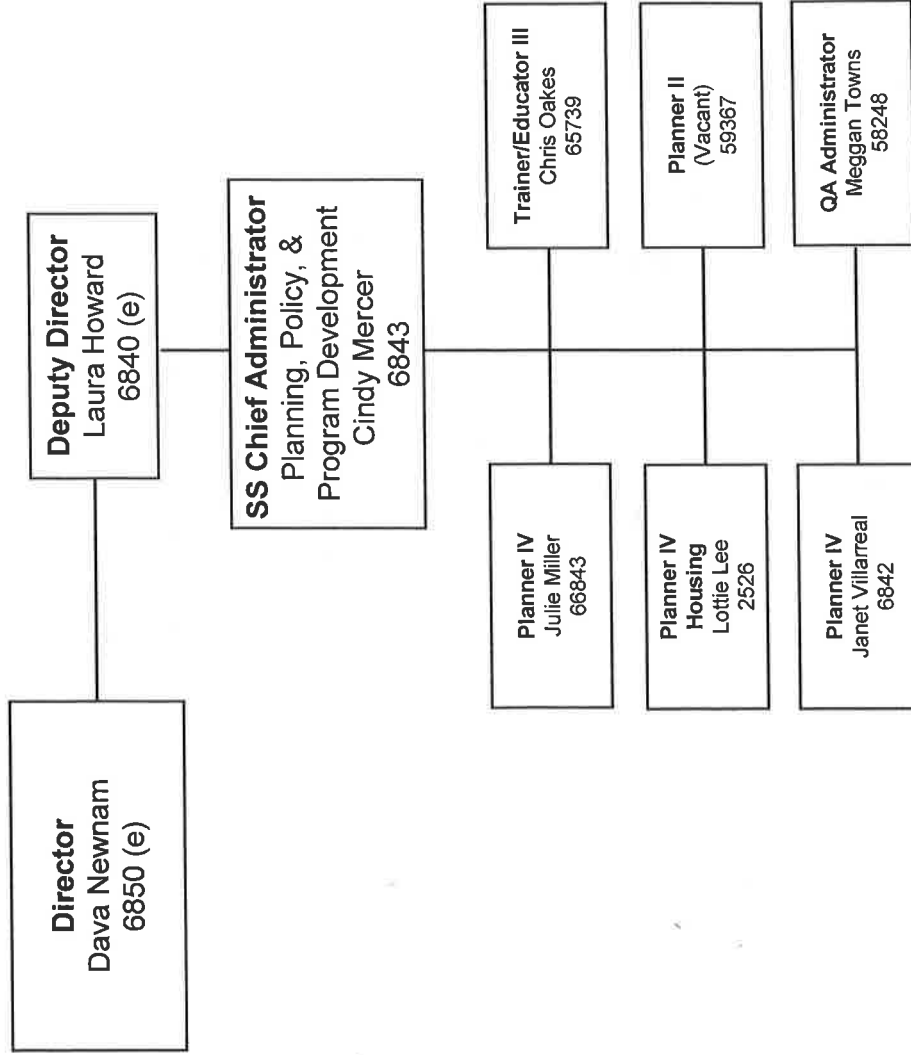 Director
Dava Newnam
6850 (e)
Deputy Director
Laura Howard
6840 (e)
SS Chief Administrator
Planning, Policy, &
Program Development
Cindy Mercer
6843
Planner IV
Julie Miller
66843
Trainer/Educator III
Chris Oakes
65739
Planner IV
Housing
Lottie Lee
2526
Planner II
(Vacant)
59367
Planner IV
Janet Villarreal
6842
QA Administrator
Meggan Towns
58248